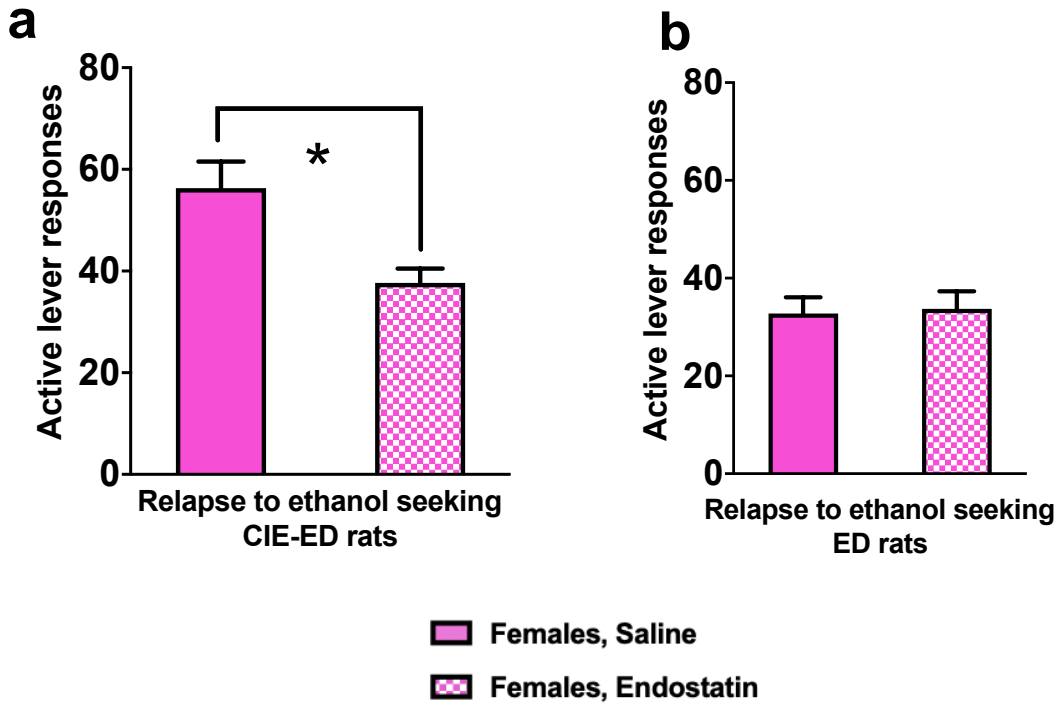 a
80
60
40
20
0
Active lever responses
*
Relapse to ethanol seeking
CIE-ED rats
b
80
60
40
20
0
Active lever responses
Relapse to ethanol seeking
ED rats
Females, Saline
Females, Endostatin